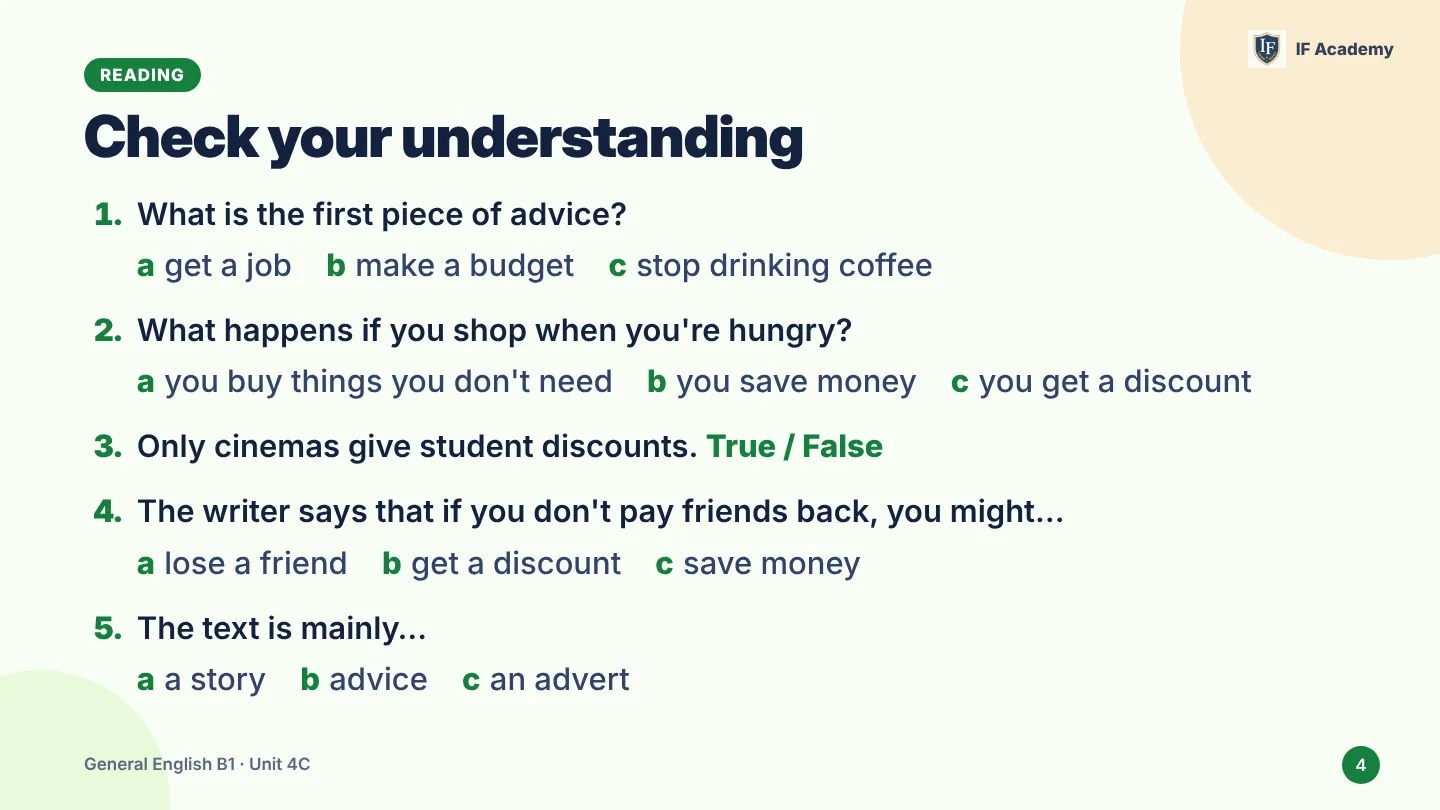 IF
IF Academy
READING
Check your understanding
1. What is the first piece of advice?
a get a job b make a budget c stop drinking coffee
2. What happens if you shop when you're hungry?
a you buy things you don't need b you save money c you get a discount
3. Only cinemas give student discounts. True / False
4. The writer says that if you don't pay friends back, you might...
a lose a friend b get a discount c save money
5. The text is mainly...
a a story b advice c an advert
General English B1 · Unit 4C
4